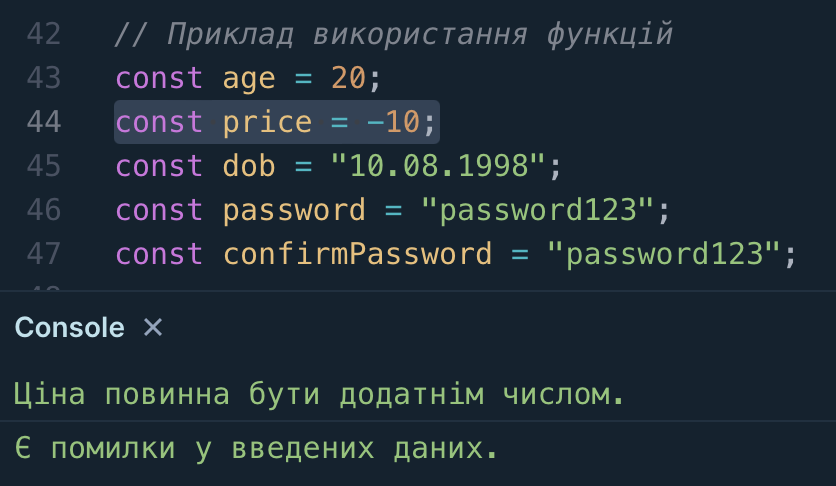 42 // Приклад використання функцій
43 const age = 20;
44 const price = -10;
45 const dob = "10.08.1998";
46 const password = "password123";
47 const confirmPassword = "password123";
Console ✕
Ціна повинна бути додатнім числом.
Є помилки у введених даних.